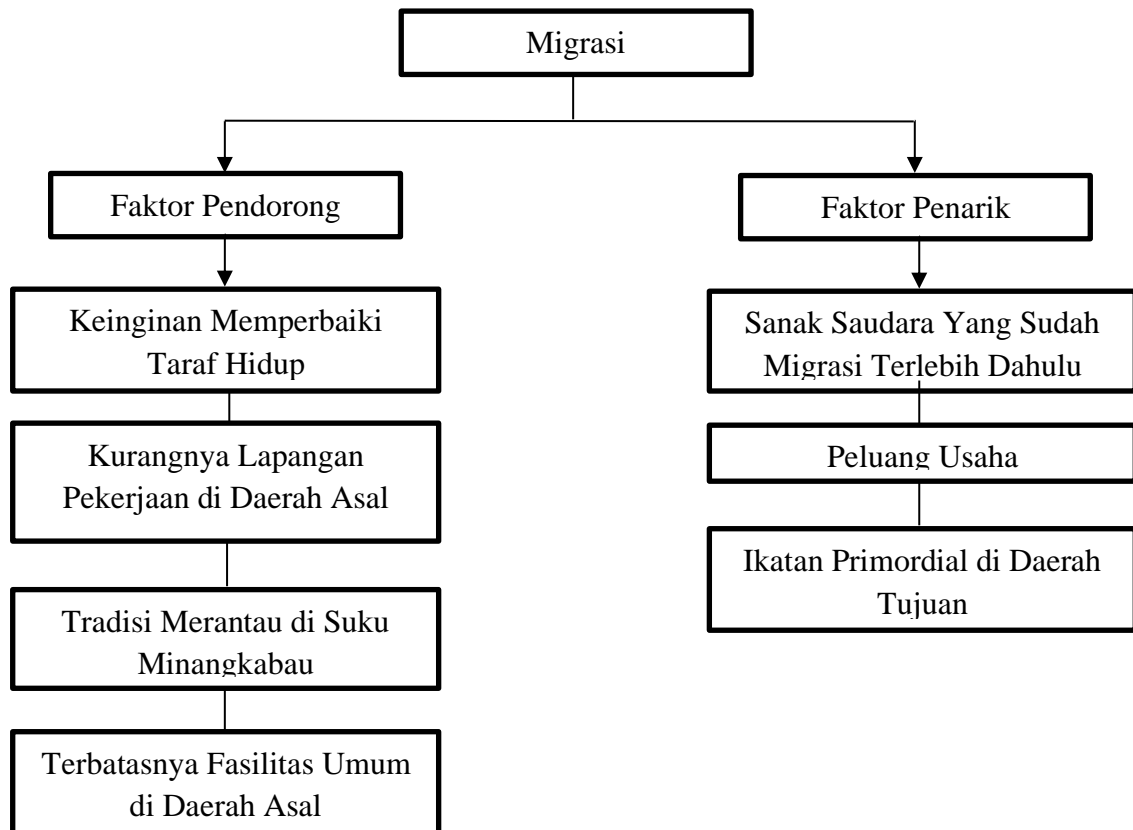 Migrasi
Faktor Pendorong
Faktor Penarik
Keinginan Memperbaiki
Taraf Hidup
Kurangnya Lapangan
Pekerjaan di Daerah Asal
Tradisi Merantau di Suku
Minangkabau
Terbatasnya Fasilitas Umum
di Daerah Asal
Sanak Saudara Yang Sudah
Migrasi Terlebih Dahulu
Peluang Usaha
Ikatan Primordial di Daerah
Tujuan